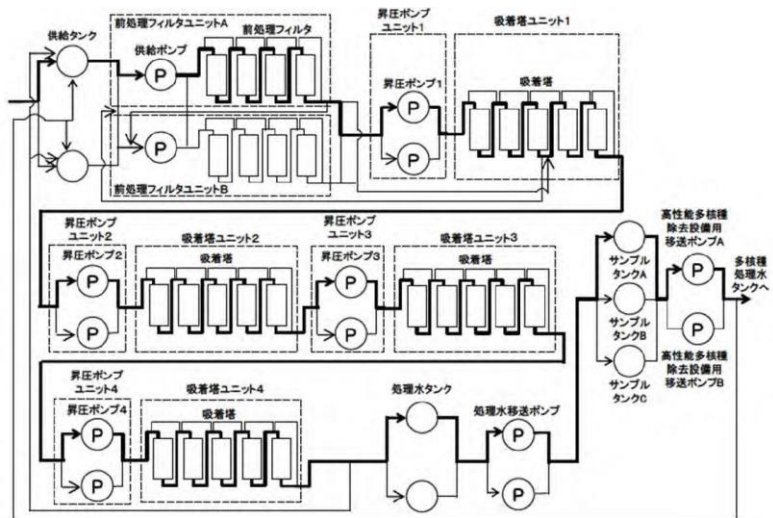 供給タンク
前処理フィルタユニットA
前処理フィルタ
供給ポンプ
P
P
前処理フィルタユニットB
昇圧ポンプ
ユニット1
昇圧ポンプ1
P
P
吸着塔ユニット1
吸着塔
昇圧ポンプ
ユニット2
昇圧ポンプ2
P
P
吸着塔ユニット2
吸着塔
昇圧ポンプ
ユニット3
昇圧ポンプ3
P
P
吸着塔ユニット3
吸着塔
サンプル
タンクA
サンプル
タンクB
サンプル
タンクC
高性能多核種
除去設備用
移送ポンプA
P
P
高性能多核種
除去設備用
移送ポンプB
多核種
処理水
タンクへ
昇圧ポンプ
ユニット4
昇圧ポンプ4
P
P
吸着塔ユニット4
吸着塔
処理水タンク
処理水移送ポンプ
P
P